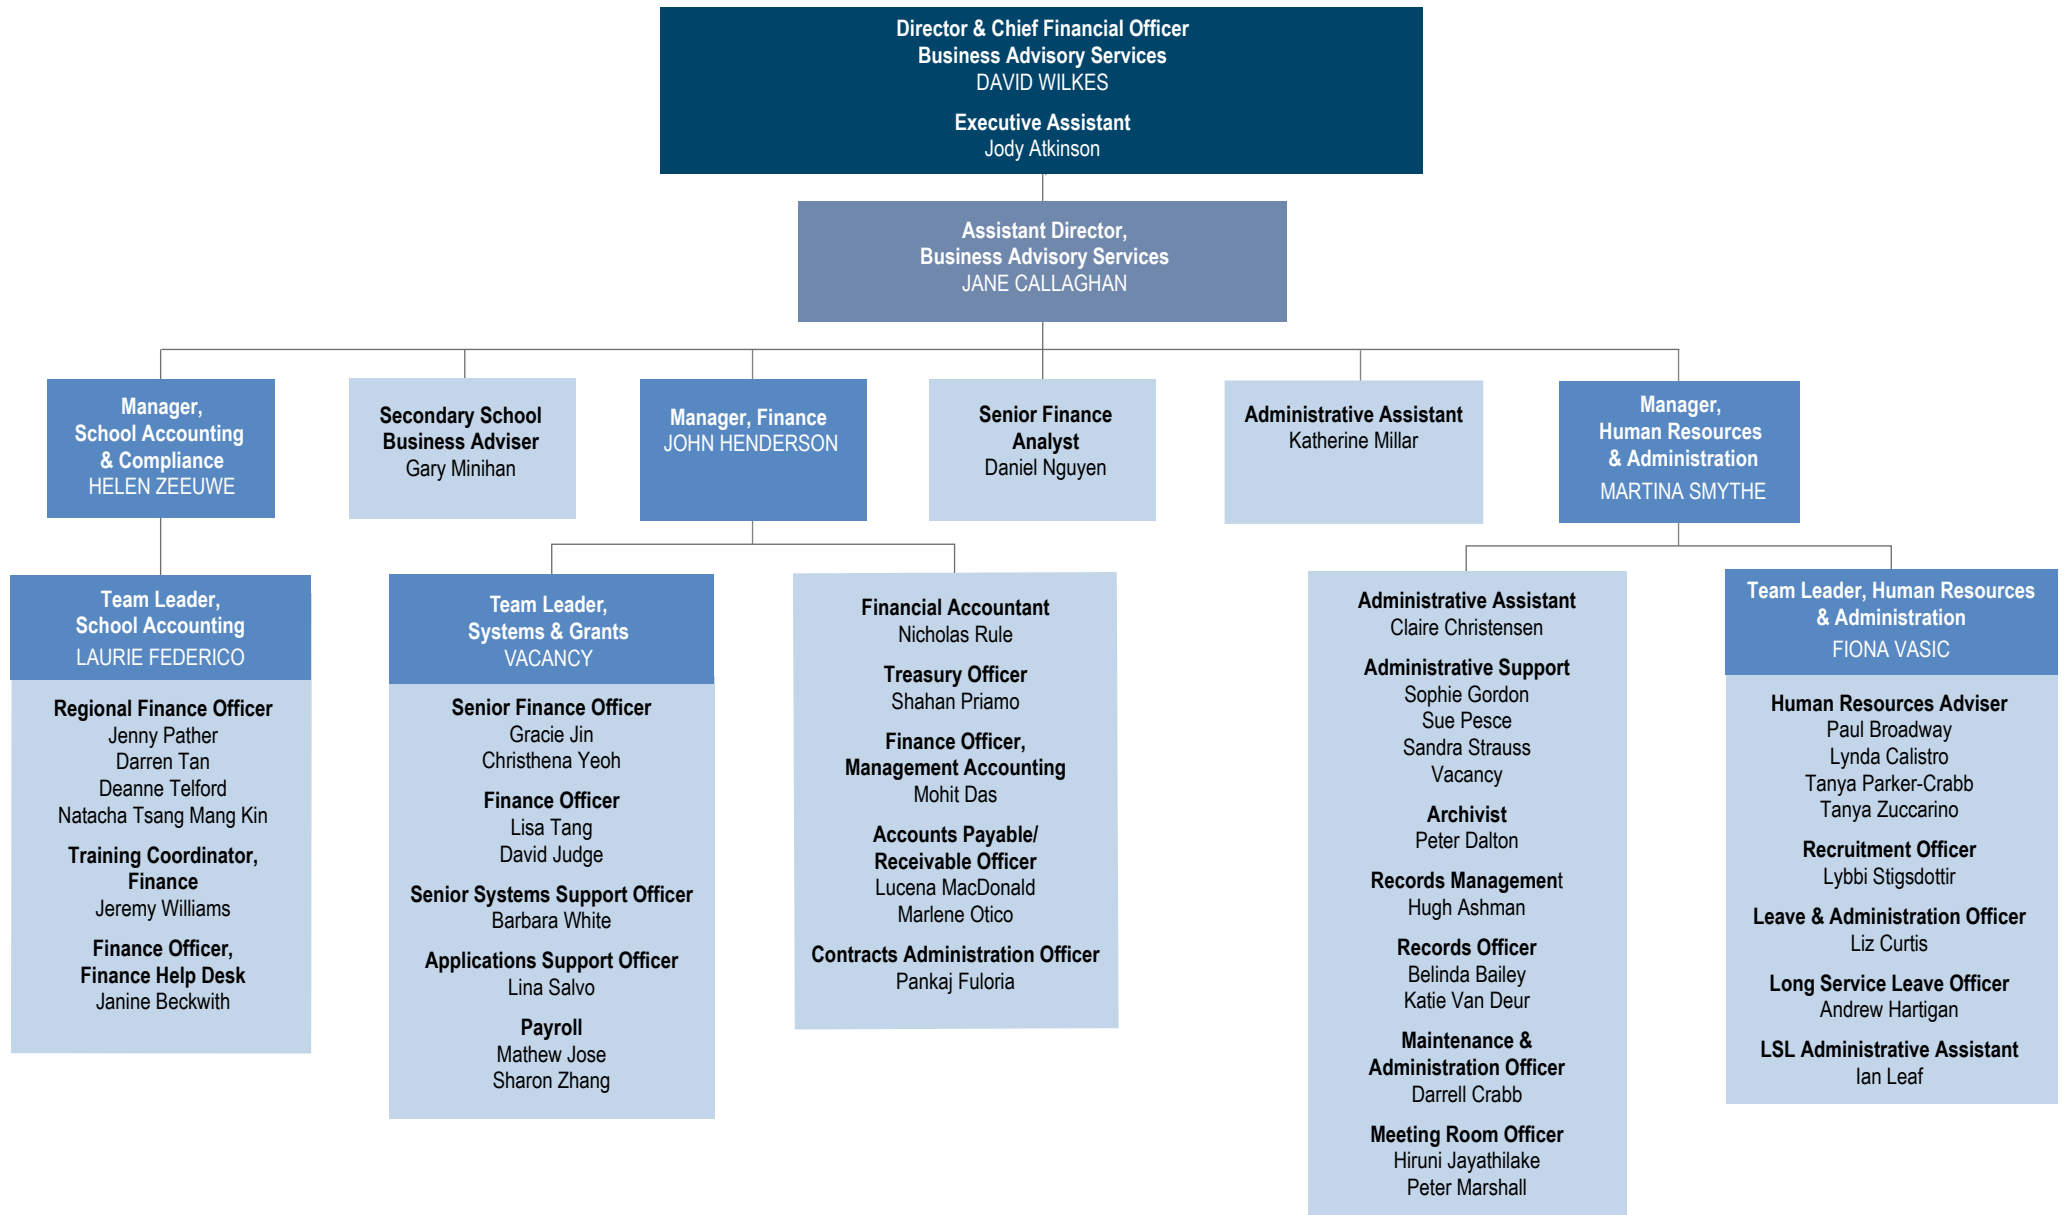 Director & Chief Financial Officer
Business Advisory Services
DAVID WILKES
Executive Assistant
Jody Atkinson
Assistant Director,
Business Advisory Services
JANE CALLAGHAN
Manager,
School Accounting
& Compliance
HELEN ZEEUWE
Secondary School
Business Adviser
Gary Minihan
Manager, Finance
JOHN HENDERSON
Senior Finance
Analyst
Daniel Nguyen
Administrative Assistant
Katherine Millar
Manager,
Human Resources
& Administration
MARTINA SMYTHE
Team Leader,
School Accounting
LAURIE FEDERICO
Regional Finance Officer
Jenny Pather
Darren Tan
Deanne Telford
Natacha Tsang Mang Kin
Training Coordinator,
Finance
Jeremy Williams
Finance Officer,
Finance Help Desk
Janine Beckwith
Team Leader,
Systems & Grants
VACANCY
Senior Finance Officer
Gracie Jin
Christhena Yeoh
Finance Officer
Lisa Tang
David Judge
Senior Systems Support Officer
Barbara White
Applications Support Officer
Lina Salvo
Payroll
Mathew Jose
Sharon Zhang
Financial Accountant
Nicholas Rule
Treasury Officer
Shahan Priamo
Finance Officer,
Management Accounting
Mohit Das
Accounts Payable/
Receivable Officer
Lucena MacDonald
Marlene Otico
Contracts Administration Officer
Pankaj Fuloria
Administrative Assistant
Claire Christensen
Administrative Support
Sophie Gordon
Sue Pesce
Sandra Strauss
Vacancy
Archivist
Peter Dalton
Records Management
Hugh Ashman
Records Officer
Belinda Bailey
Katie Van Deur
Maintenance &
Administration Officer
Darrell Crabb
Meeting Room Officer
Hiruni Jayathilake
Peter Marshall
Team Leader, Human Resources
& Administration
FIONA VASIC
Human Resources Adviser
Paul Broadway
Lynda Calistro
Tanya Parker-Crabb
Tanya Zuccarino
Recruitment Officer
Lybbi Stigsdottir
Leave & Administration Officer
Liz Curtis
Long Service Leave Officer
Andrew Hartigan
LSL Administrative Assistant
Ian Leaf